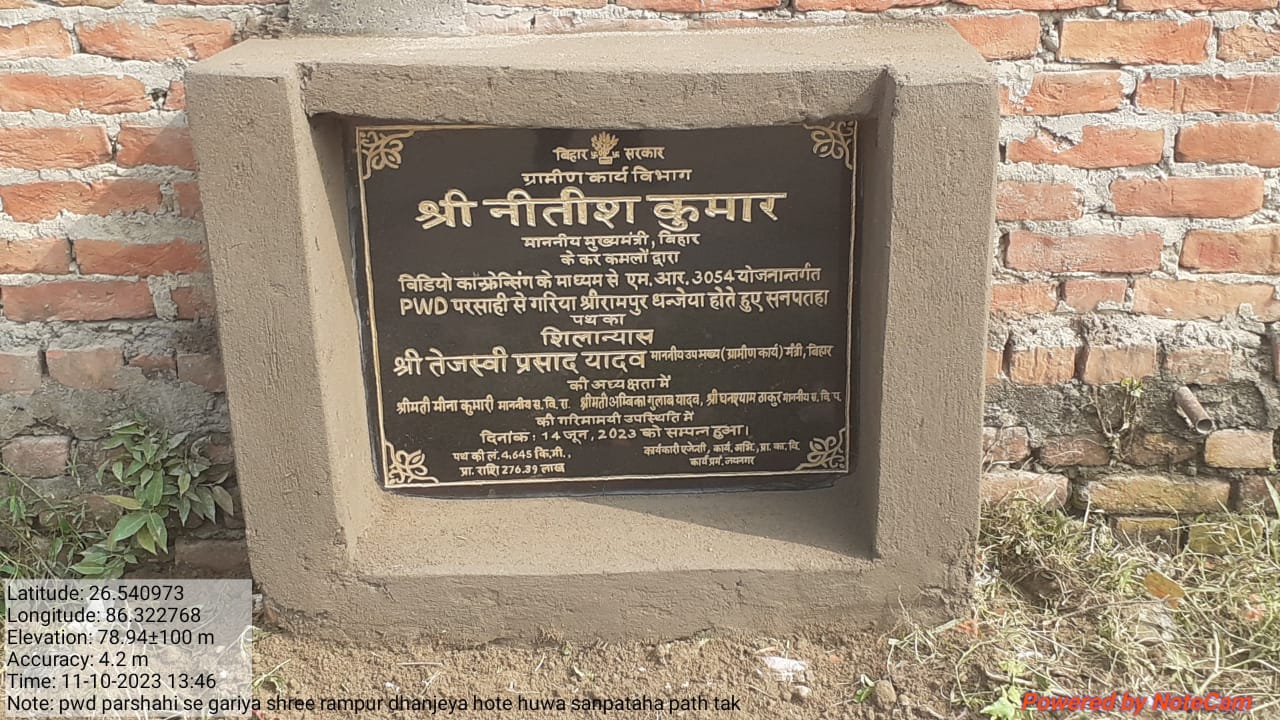 बिहार सरकार
ग्रामीण कार्य विभाग
श्री नीतीश कुमार
माननीय मुख्यमंत्री, बिहार
के कर कमलों द्वारा
विडियो कान्फ्रेन्सिंग के माध्यम से एम. आर. 3054 योजनान्तर्गत
PWD परसाही से गरिया श्रीरामपुर धन्जेया होते हुए सनपतहा
पथ का
शिलान्यास
श्री तेजस्वी प्रसाद यादव माननीय उप मुख्य (ग्रामीण कार्य) मंत्री, बिहार
की अध्यक्षता में
श्रीमती मीना कुमारी माननीय स. वि. स. श्रीमती अम्बिका गुलाब यादव, श्री घनश्याम ठाकुर माननीय स. वि. प.
की गरिमामयी उपस्थिति में
दिनांक : 14 जून, 2023 को सम्पन्न हुआ।
पथ की लं. 4,645 कि.मी.,
प्रा. राशि 276.39 लाख
कार्यकारी एजेन्सी, कार्य. अभि., ग्रा. का. वि.
कार्य प्रमं. जयनगर
Latitude: 26.540973
Longitude: 86.322768
Elevation: 78.94±100 m
Accuracy: 4.2 m
Time: 11-10-2023 13:46
Note: pwd parshahi se gariya shree rampur dhanjeya hote huwa sanpataha path tak
Powered by NoteCam